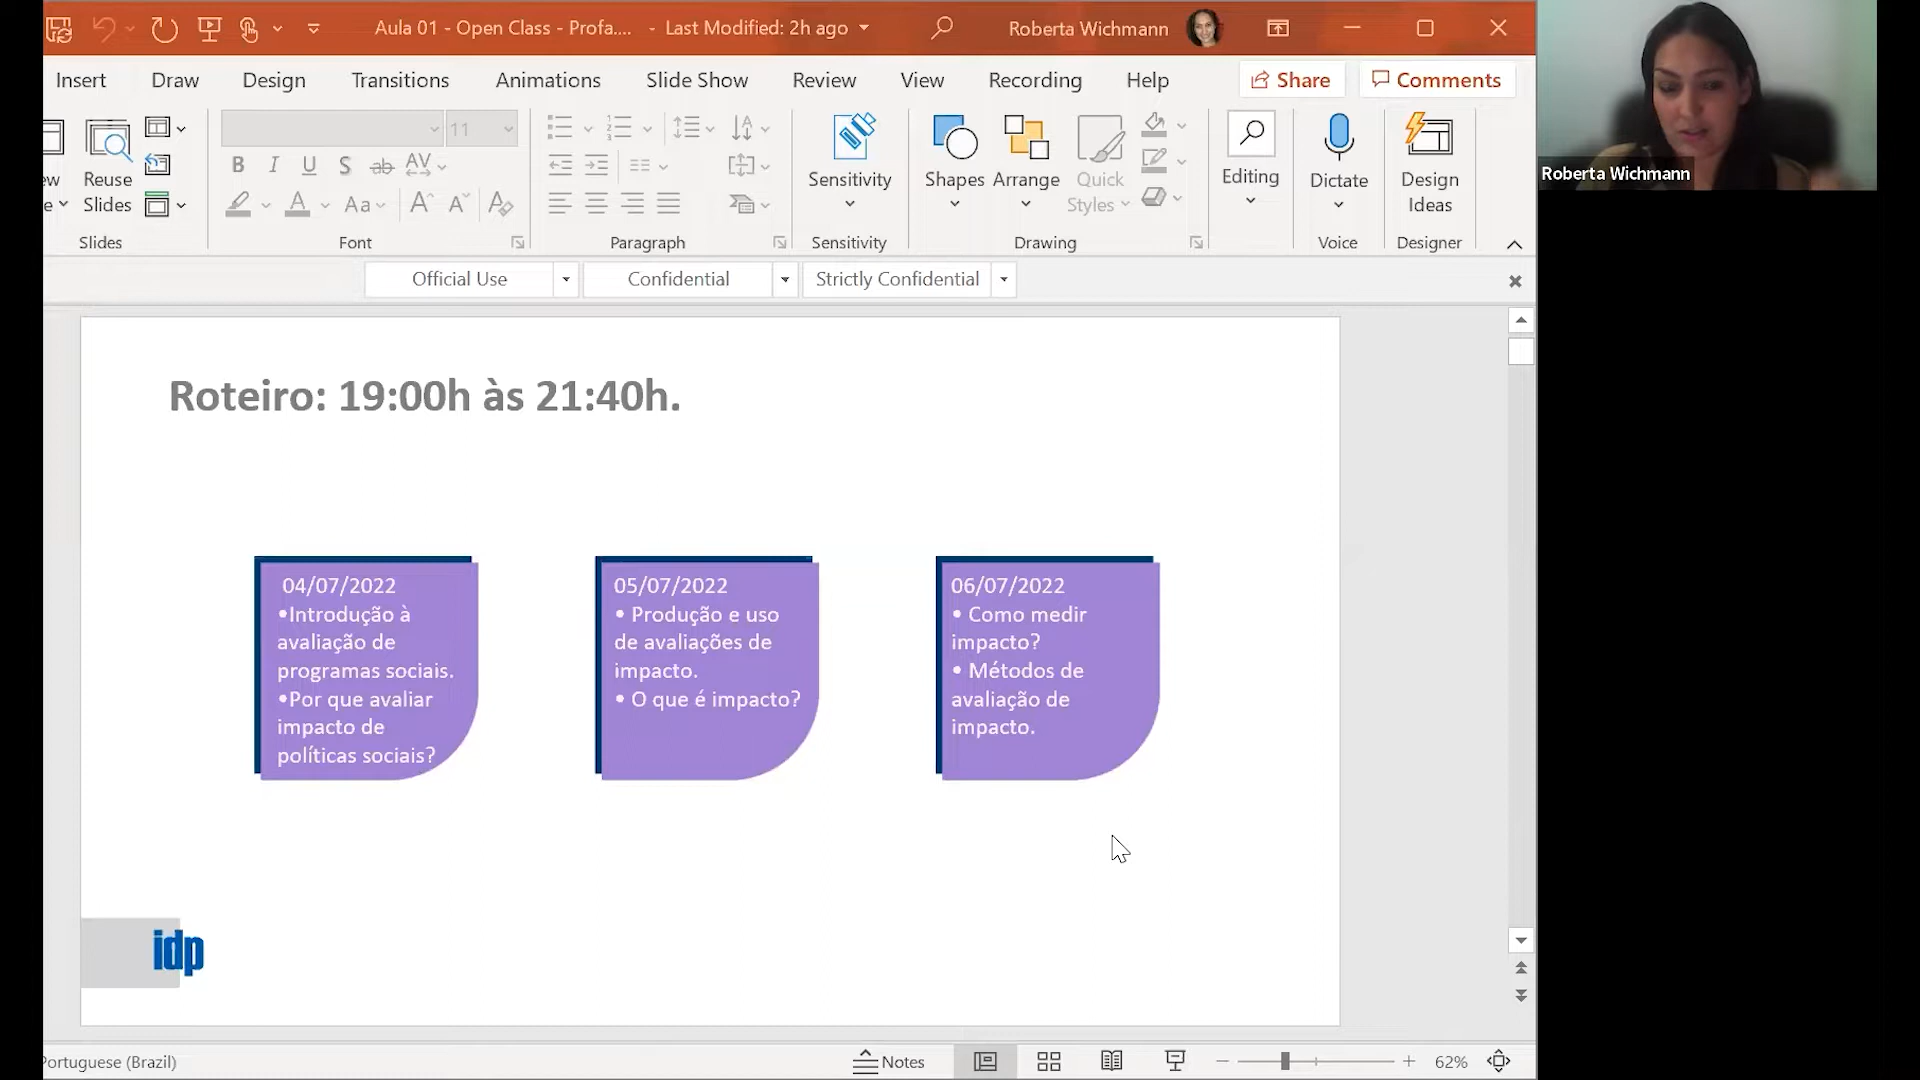 Aula 01 - Open Class - Profa.... - Last Modified: 2h ago
Roberta Wichmann
Insert Draw Design Transitions Animations Slide Show Review View Recording Help Share Comments
11
Reuse
Slides
Sensitivity
Shapes
Arrange
Quick
Styles
Editing
Dictate
Design
Ideas
Slides Font Paragraph Sensitivity Drawing Voice Designer
Official Use Confidential Strictly Confidential
Roberta Wichmann
Roteiro: 19:00h às 21:40h.
04/07/2022
•Introdução à
avaliação de
programas sociais.
•Por que avaliar
impacto de
políticas sociais?
05/07/2022
• Produção e uso
de avaliações de
impacto.
• O que é impacto?
06/07/2022
• Como medir
impacto?
• Métodos de
avaliação de
impacto.
idp
Portuguese (Brazil)
Notes
62%